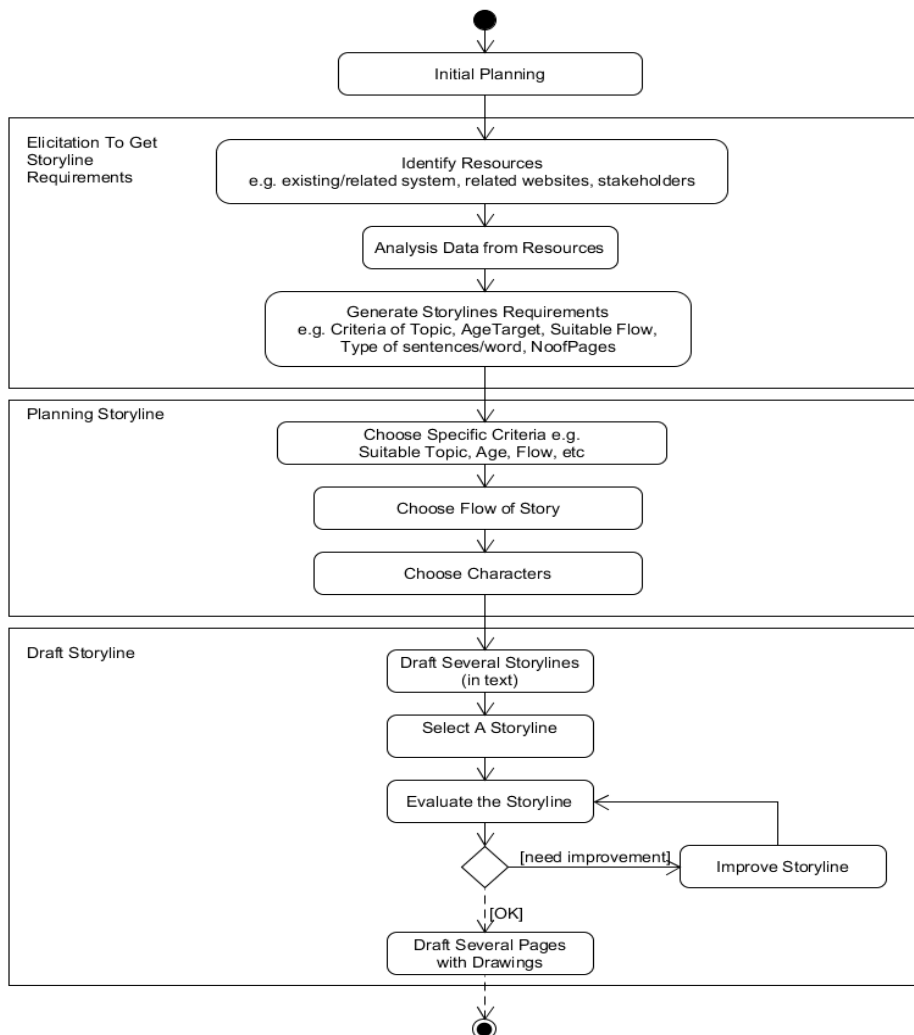 Initial Planning
Elicitation To Get
Storyline
Requirements
Identify Resources
e.g. existing/related system, related websites, stakeholders
Analysis Data from Resources
Generate Storylines Requirements
e.g. Criteria of Topic, AgeTarget, Suitable Flow,
Type of sentences/word, NoofPages
Planning Storyline
Choose Specific Criteria e.g.
Suitable Topic, Age, Flow, etc
Choose Flow of Story
Choose Characters
Draft Storyline
Draft Several Storylines
(in text)
Select A Storyline
Evaluate the Storyline
[need improvement]
Improve Storyline
[OK]
Draft Several Pages
with Drawings